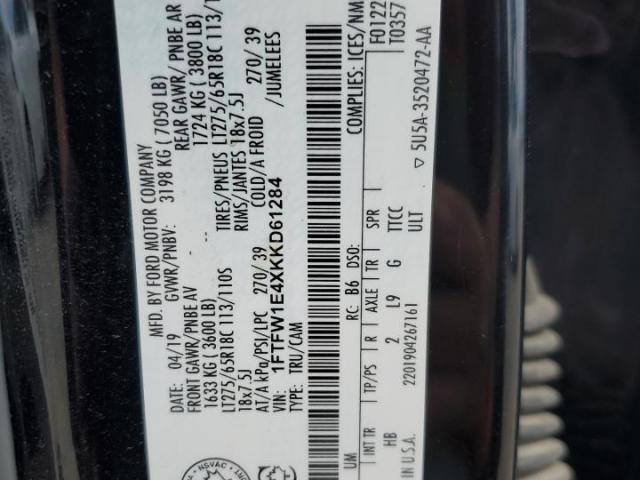 MFD. BY FORD MOTOR COMPANY
04/19 GVWR/PNBV: 3198 KG ( 7050 LB)
FRONT GAWR/PNBE AV REAR GAWR/ PNBE AR
1633 KG ( 3600 LB) 1724 KG ( 3800 LB)
LT275/65R18C 113/110S TIRES/PNEUS LT275/65R18C 113/1
18x7.5J RIMS/JANTES 18x7.5J
AT/À kPa/PSI/LPC 270/ 39 COLD/A FROID 270/ 39
VIN: 1FTFW1E4XKKD61284 /JUMELEES
TYPE: TRU/CAM
COMPLIES: ICES/NM
F0122
T0357
UM RC: B6 DSO:
INT TR TP/PS AXLE TR SPR
HB 2 L9 G TTCC
ULT
IN U.S.A. 2201904267161
▽ 5U5A-3520472-AA
NSVAC